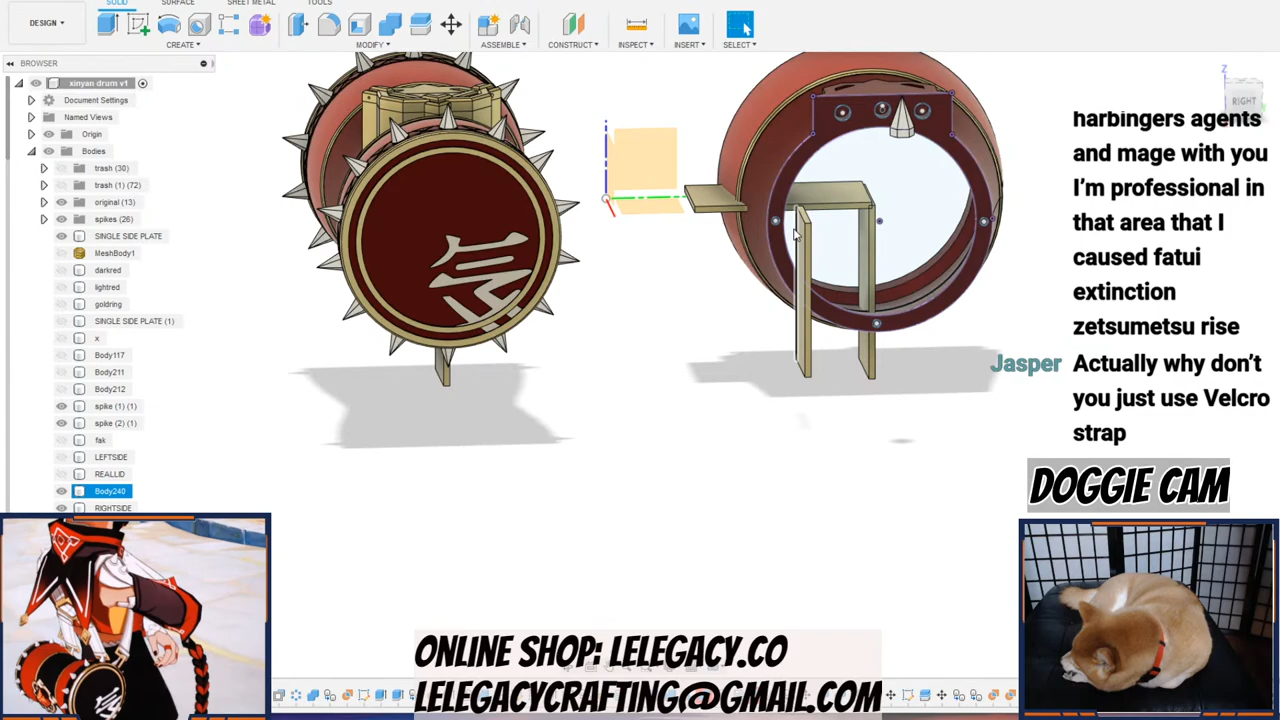 SOLID
SURFACE
SHEET METAL
TOOLS
DESIGN
CREATE
MODIFY
ASSEMBLE
CONSTRUCT
INSPECT
INSERT
SELECT
BROWSER
xinyan drum v1
Document Settings
Named Views
Origin
Bodies
trash (30)
trash (1) (72)
original (13)
spikes (26)
SINGLE SIDE PLATE
MeshBody1
darkred
lightred
goldring
SINGLE SIDE PLATE (1)
x
Body117
Body211
Body212
spike (1) (1)
spike (2) (1)
fak
LEFTSIDE
REALLID
Body240
RIGHTSIDE
Z
RIGHT
harbingers agents
and mage with you
I'm professional in
that area that I
caused fatui
extinction
zetsumetsu rise
Jasper Actually why don't
you just use Velcro
strap
DOGGIE CAM
ONLINE SHOP: LELEGACY.CO
LELEGACYCRAFTING@GMAIL.COM